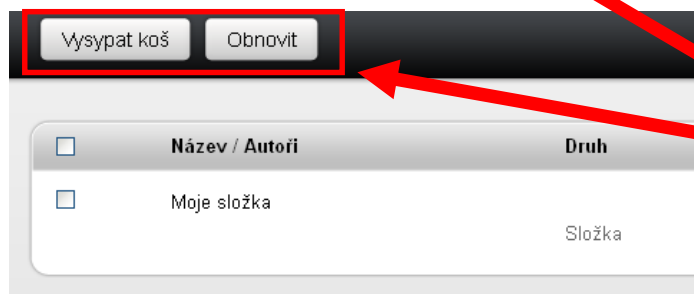 Vysypat koš Obnovit
Název / Autoři Druh
Moje složka
Složka